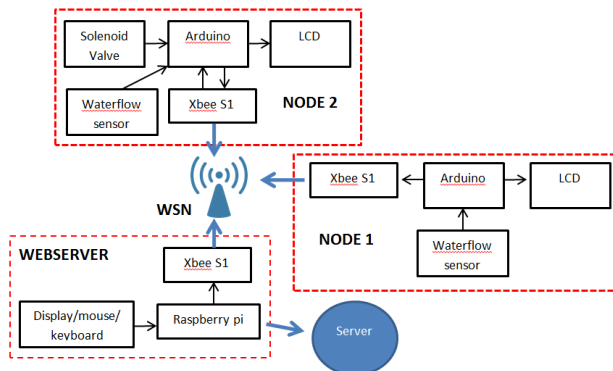 Solenoid
Valve
Arduino
LCD
Waterflow
sensor
Xbee S1
NODE 2
WSN
Xbee S1
Arduino
LCD
NODE 1
Waterflow
sensor
WEBSERVER
Xbee S1
Display/mouse/
keyboard
Raspberry pi
Server